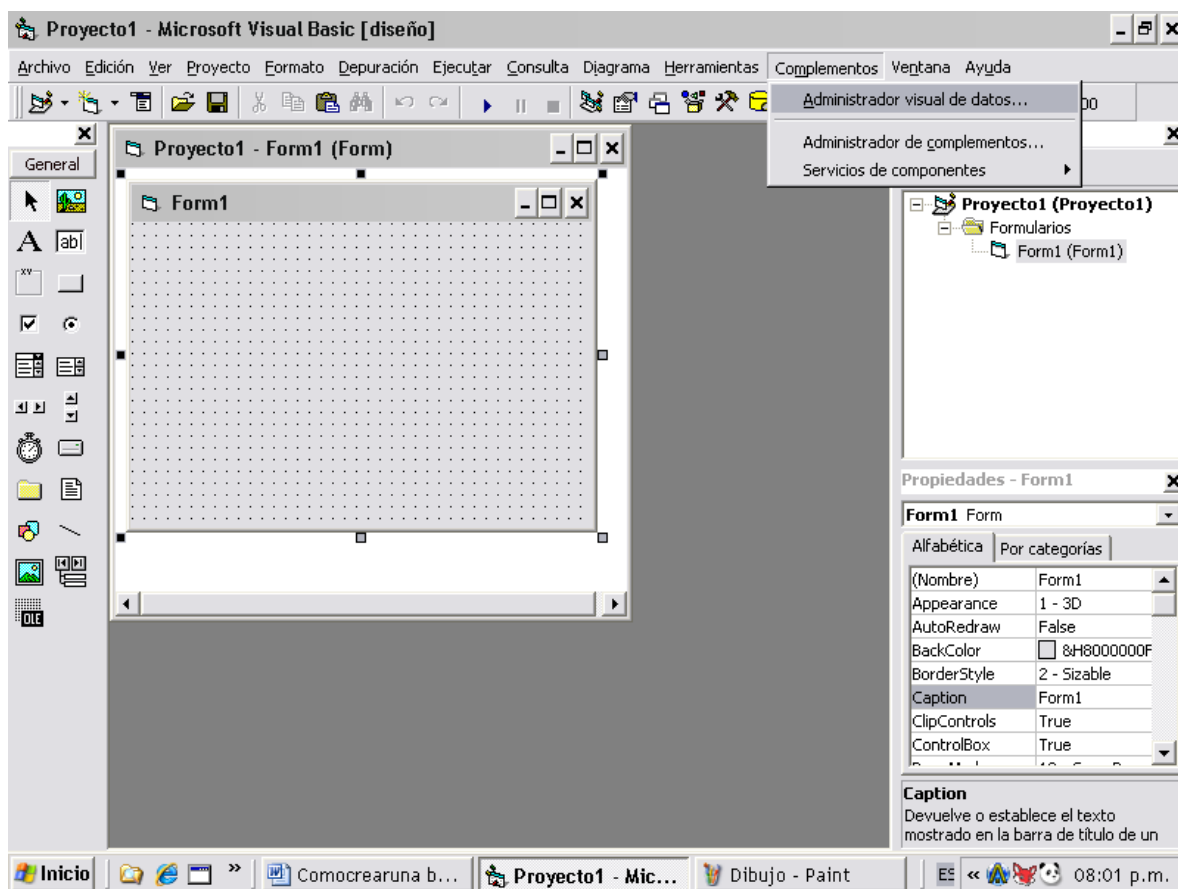 Proyecto1 - Microsoft Visual Basic [diseño]
Archivo Edición Ver Proyecto Formato Depuración Ejecutar Consulta Diagrama Herramientas Complementos Ventana Ayuda
Administrador visual de datos...
Administrador de complementos...
Servicios de componentes
General
Proyecto1 - Form1 (Form)
Form1
A
ab
XY
OLE
Proyecto1 (Proyecto1)
Formularios
Form1 (Form1)
Propiedades - Form1
Form1 Form
Alfabética Por categorías
(Nombre) Form1
Appearance 1 - 3D
AutoRedraw False
BackColor &H8000000F
BorderStyle 2 - Sizable
Caption Form1
ClipControls True
ControlBox True
Caption
Devuelve o establece el texto
mostrado en la barra de título de un
Inicio » Comocrearuna b... Proyecto1 - Mic... Dibujo - Paint ES « 08:01 p.m.